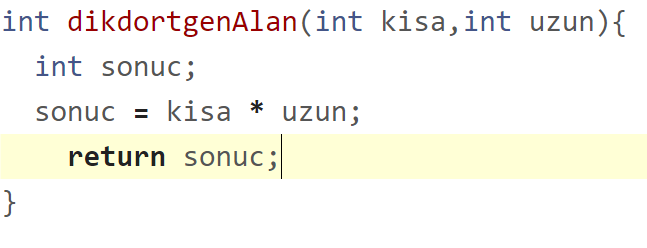 int dikdortgenAlan(int kisa,int uzun){
  int sonuc;
  sonuc = kisa * uzun;
    return sonuc;
}